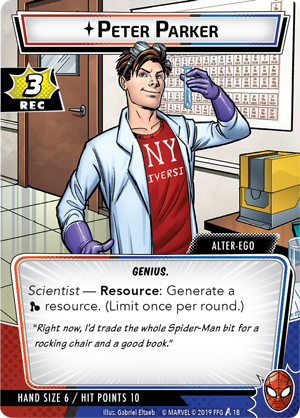 Peter Parker
3
REC
NY
IVERSI
ALTER-EGO
GENIUS.
Scientist — Resource: Generate a
resource. (Limit once per round.)
"Right now, I'd trade the whole Spider-Man bit for a
rocking chair and a good book."
HAND SIZE 6 / HIT POINTS 10
Illus. Gabriel Eltaeb © MARVEL © 2019 FFG 1B